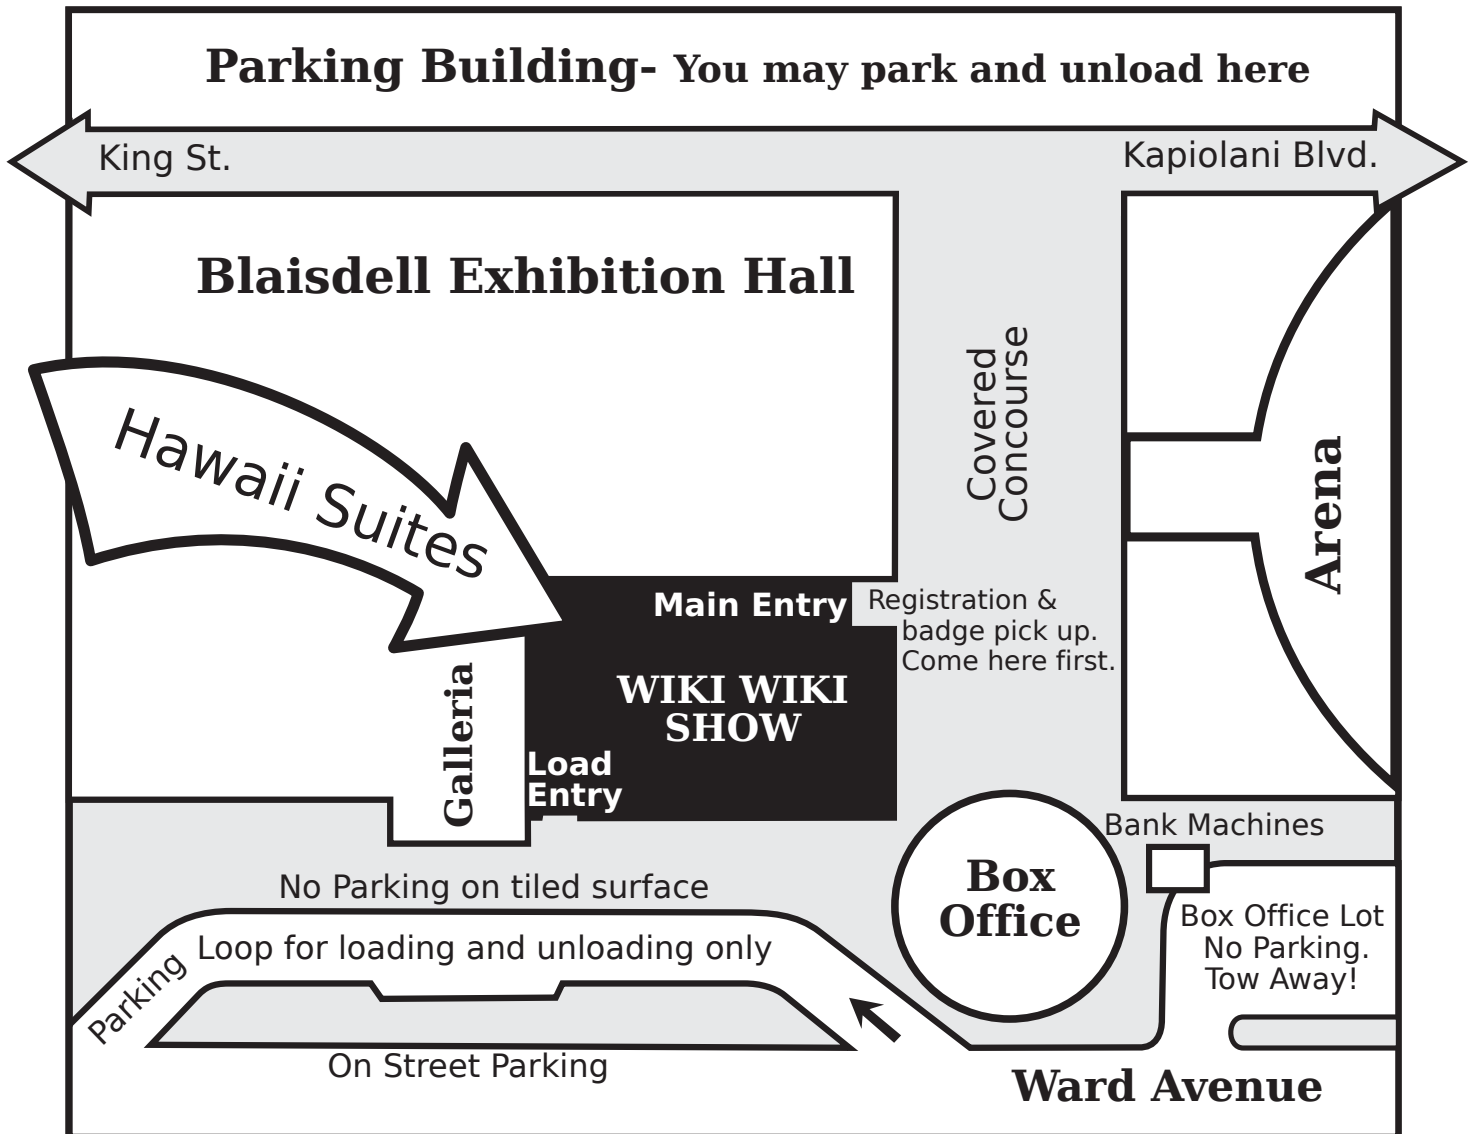 Parking Building- You may park and unload here
King St.
Kapiolani Blvd.
Blaisdell Exhibition Hall
Covered
Concourse
Hawaii Suites
Arena
Main Entry
Registration &
badge pick up.
Come here first.
WIKI WIKI
SHOW
Galleria
Load
Entry
Bank Machines
Box
Office
No Parking on tiled surface
Box Office Lot
No Parking.
Tow Away!
Loop for loading and unloading only
Parking
On Street Parking
Ward Avenue